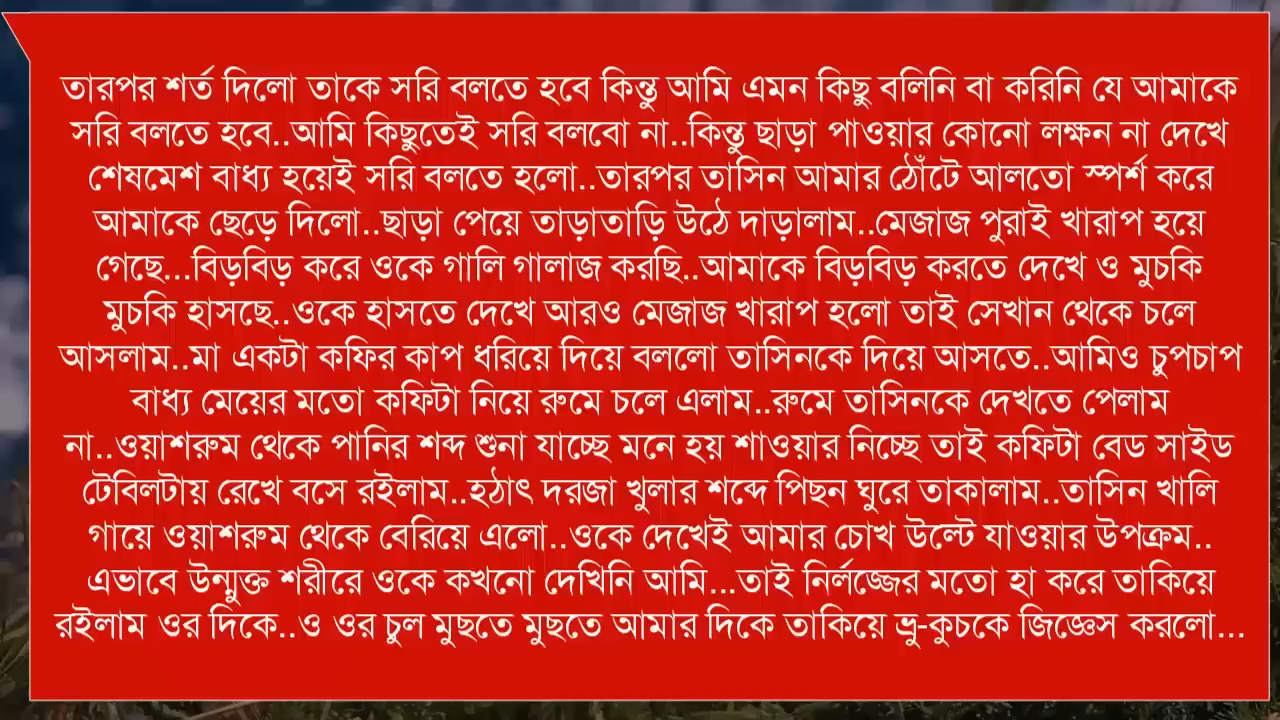 তারপর শর্ত দিলো তাকে সরি বলতে হবে কিন্তু আমি এমন কিছু বলিনি বা করিনি যে আমাকে
সরি বলতে হবে..আমি কিছুতেই সরি বলবো না..কিন্তু ছাড়া পাওয়ার কোনো লক্ষন না দেখে
শেষমেশ বাধ্য হয়েই সরি বলতে হলো..তারপর তাসিন আমার ঠোঁটে আলতো স্পর্শ করে
আমাকে ছেড়ে দিলো..ছাড়া পেয়ে তাড়াতাড়ি উঠে দাড়ালাম..মেজাজ পুরাই খারাপ হয়ে
গেছে...বিড়বিড় করে ওকে গালি গালাজ করছি..আমাকে বিড়বিড় করতে দেখে ও মুচকি
মুচকি হাসছে..ওকে হাসতে দেখে আরও মেজাজ খারাপ হলো তাই সেখান থেকে চলে
আসলাম..মা একটা কফির কাপ ধরিয়ে দিয়ে বললো তাসিনকে দিয়ে আসতে..আমিও চুপচাপ
বাধ্য মেয়ের মতো কফিটা নিয়ে রুমে চলে এলাম..রুমে তাসিনকে দেখতে পেলাম
না..ওয়াশরুম থেকে পানির শব্দ শুনা যাচ্ছে মনে হয় শাওয়ার নিচ্ছে তাই কফিটা বেড সাইড
টেবিলটায় রেখে বসে রইলাম..হঠাৎ দরজা খুলার শব্দে পিছন ঘুরে তাকালাম..তাসিন খালি
গায়ে ওয়াশরুম থেকে বেরিয়ে এলো..ওকে দেখেই আমার চোখ উল্টে যাওয়ার উপক্রম..
এভাবে উন্মুক্ত শরীরে ওকে কখনো দেখিনি আমি...তাই নির্লজ্জের মতো হা করে তাকিয়ে
রইলাম ওর দিকে..ও ওর চুল মুছতে মুছতে আমার দিকে তাকিয়ে ভ্রু-কুচকে জিজ্ঞেস করলো...